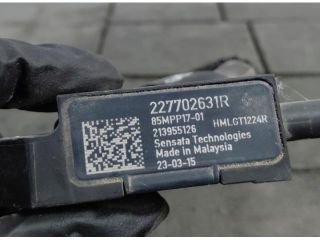 227702631R
85MPP17-01
213955126 HMLGT1224R
Sensata Technologies
Made in Malaysia
23-03-15